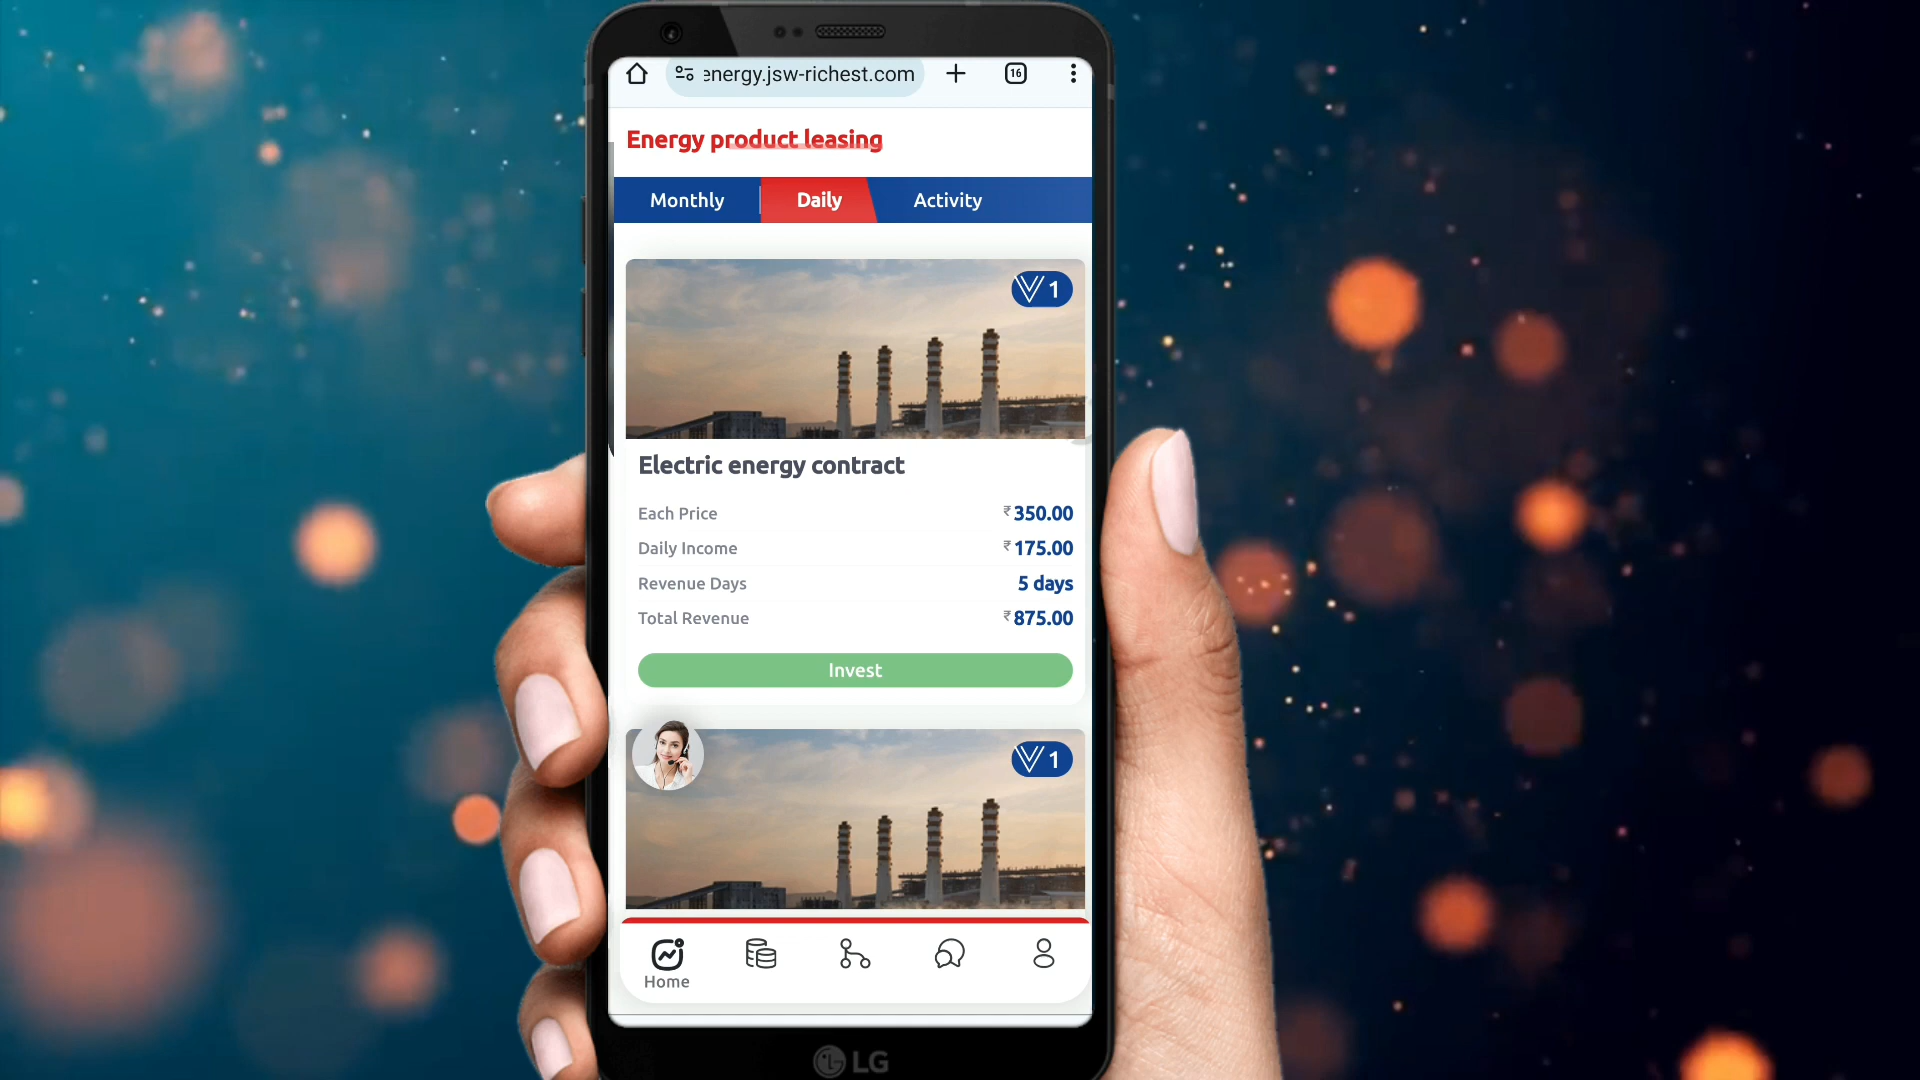 energy.jsw-richest.com
16
Energy product leasing
Monthly Daily Activity
1
Electric energy contract
Each Price ₹350.00
Daily Income ₹175.00
Revenue Days 5 days
Total Revenue ₹875.00
Invest
1
Home
LG